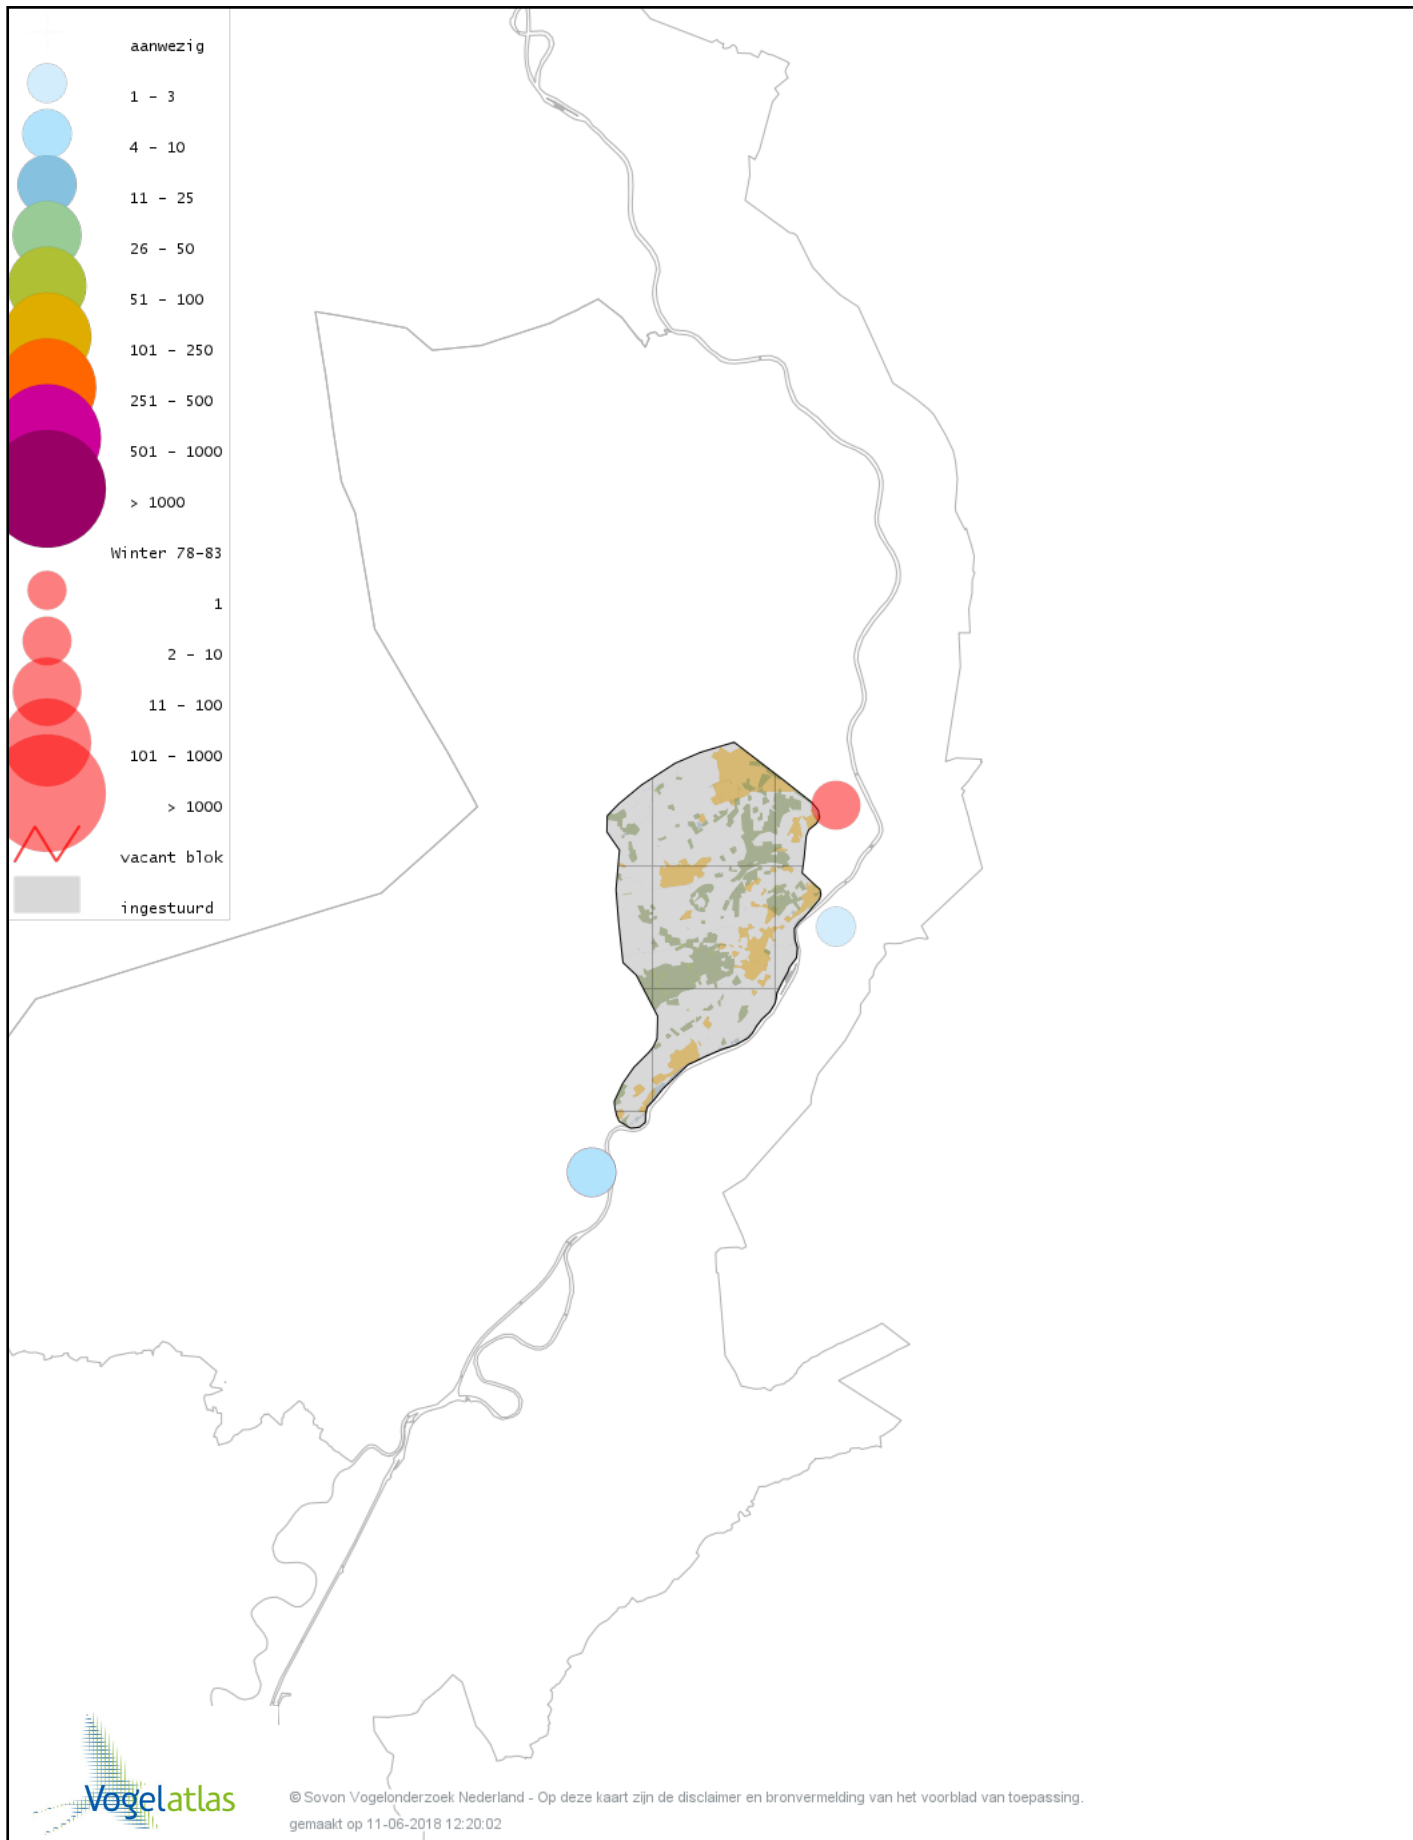 aanwezig
1 - 3
4 - 10
11 - 25
26 - 50
51 - 100
101 - 250
251 - 500
501 - 1000
> 1000
Winter 78-83
1
2 - 10
11 - 100
101 - 1000
> 1000
vacant blok
ingestuurd
Vogelatlas
© Sovon Vogelonderzoek Nederland - Op deze kaart zijn de disclaimer en bronvermelding van het voorblad van toepassing.
gemaakt op 11-06-2018 12:20:02